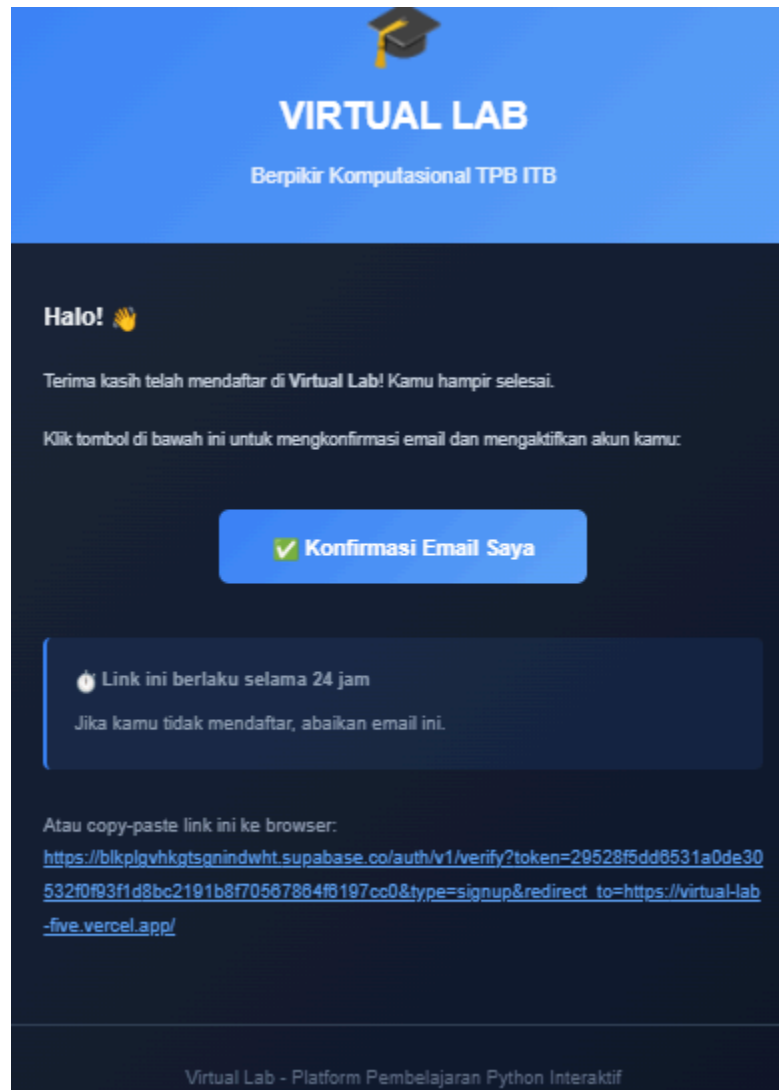 VIRTUAL LAB
Berpikir Komputasional TPB ITB
Halo! 👋
Terima kasih telah mendaftar di Virtual Lab! Kamu hampir selesai.
Klik tombol di bawah ini untuk mengkonfirmasi email dan mengaktifkan akun kamu:
✅ Konfirmasi Email Saya
⏱️ Link ini berlaku selama 24 jam
Jika kamu tidak mendaftar, abaikan email ini.
Atau copy-paste link ini ke browser:
https://blkplgvhkgtsgnindwht.supabase.co/auth/v1/verify?token=29528f5dd6531a0de30
532f0f93f1d8bc2191b8f70567864f6197cc0&type=signup&redirect_to=https://virtual-lab
-five.vercel.app/
Virtual Lab - Platform Pembelajaran Python Interaktif